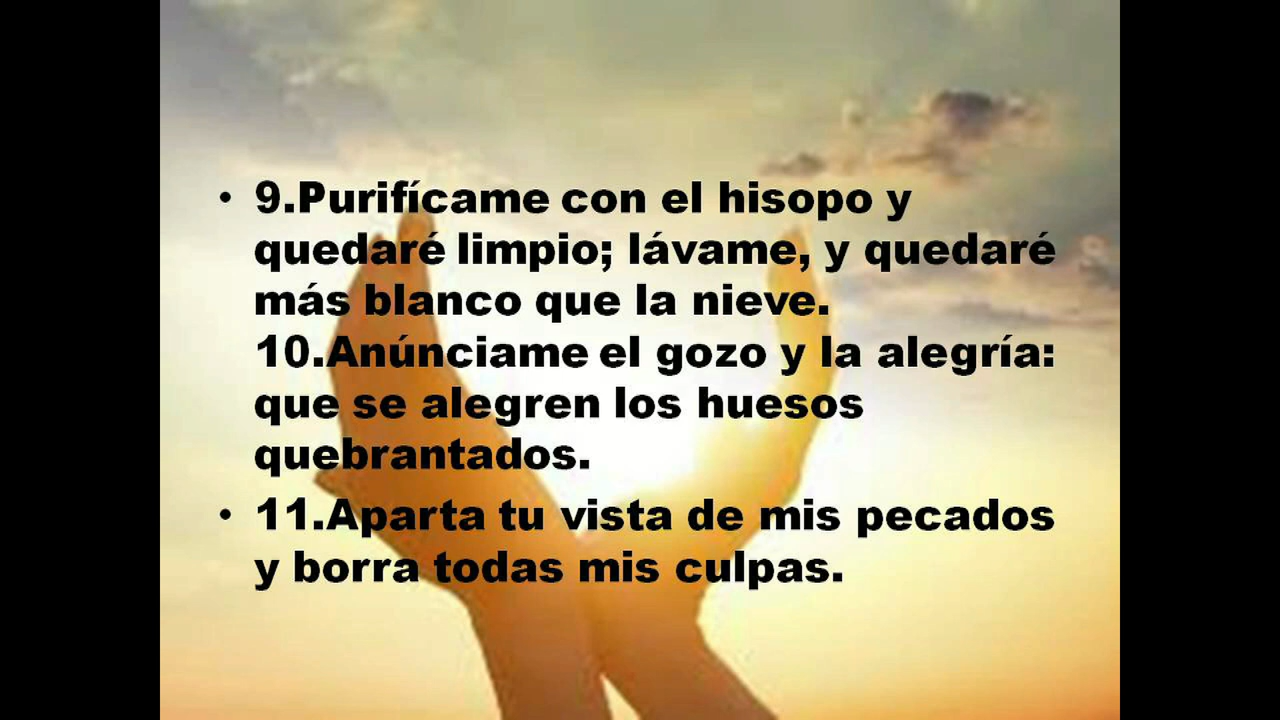 • 9.Purifícame con el hisopo y
quedaré limpio; lávame, y quedaré
más blanco que la nieve.
10.Anúnciame el gozo y la alegría:
que se alegren los huesos
quebrantados.
• 11.Aparta tu vista de mis pecados
y borra todas mis culpas.